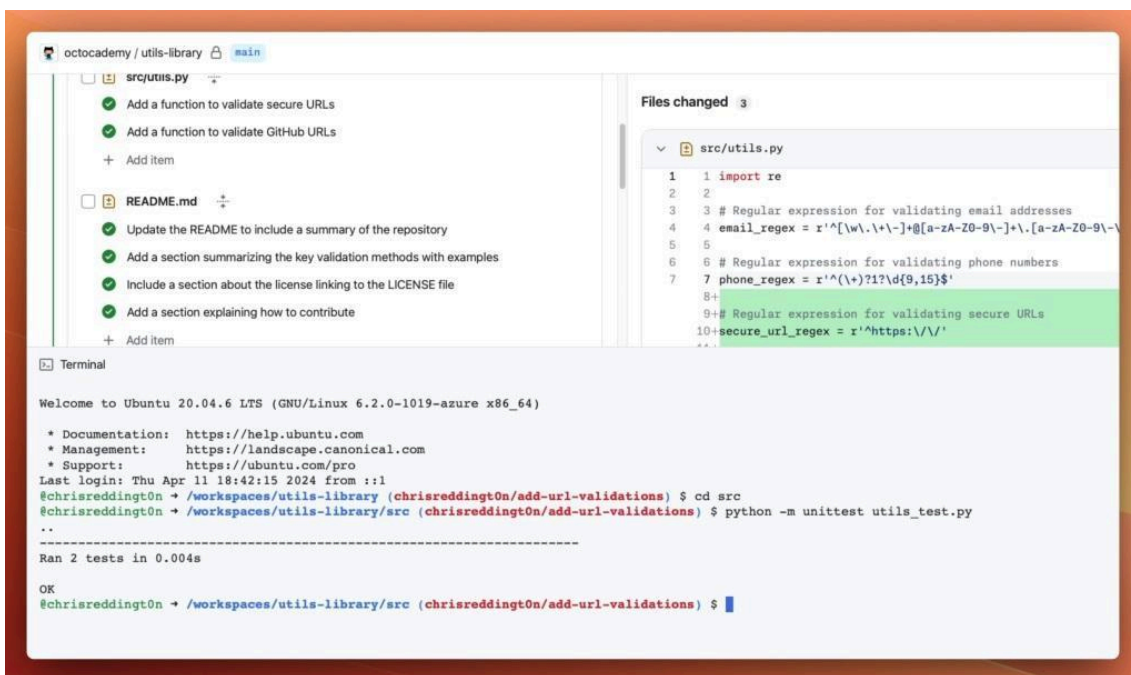 octocademy / utils-library main
src/utils.py
Add a function to validate secure URLs
Add a function to validate GitHub URLs
+ Add item
README.md
Update the README to include a summary of the repository
Add a section summarizing the key validation methods with examples
Include a section about the license linking to the LICENSE file
Add a section explaining how to contribute
+ Add item
Files changed 3
src/utils.py
1 1 import re
2 2
3 3 # Regular expression for validating email addresses
4 4 email_regex = r'^[\w\.\+\-]+@[a-zA-Z0-9\-]+\.[a-zA-Z0-9\-\
5 5
6 6 # Regular expression for validating phone numbers
7 7 phone_regex = r'^(\+)?1?\d{9,15}$'
8+
9+# Regular expression for validating secure URLs
10+secure_url_regex = r'^https:\/\/'
Terminal
Welcome to Ubuntu 20.04.6 LTS (GNU/Linux 6.2.0-1019-azure x86_64)
* Documentation: https://help.ubuntu.com
* Management: https://landscape.canonical.com
* Support: https://ubuntu.com/pro
Last login: Thu Apr 11 18:42:15 2024 from ::1
@chrisreddingt0n → /workspaces/utils-library (chrisreddingt0n/add-url-validations) $ cd src
@chrisreddingt0n → /workspaces/utils-library/src (chrisreddingt0n/add-url-validations) $ python -m unittest utils_test.py
..
----------------------------------------------------------------------
Ran 2 tests in 0.004s
OK
@chrisreddingt0n → /workspaces/utils-library/src (chrisreddingt0n/add-url-validations) $